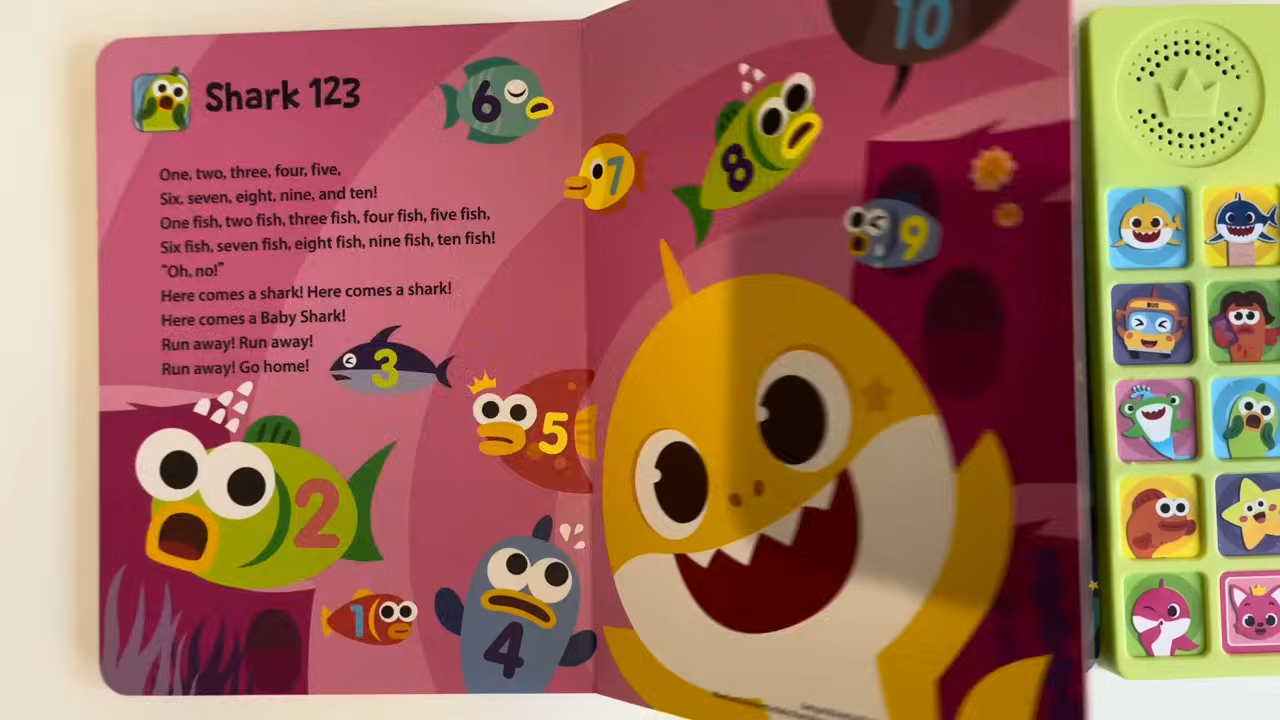 Shark 123
One, two, three, four, five,
Six, seven, eight, nine, and ten!
One fish, two fish, three fish, four fish, five fish,
Six fish, seven fish, eight fish, nine fish, ten fish!
"Oh, no!"
Here comes a shark! Here comes a shark!
Here comes a Baby Shark!
Run away! Run away!
Run away! Go home!
6
7
8
9
10
3
5
2
1
4